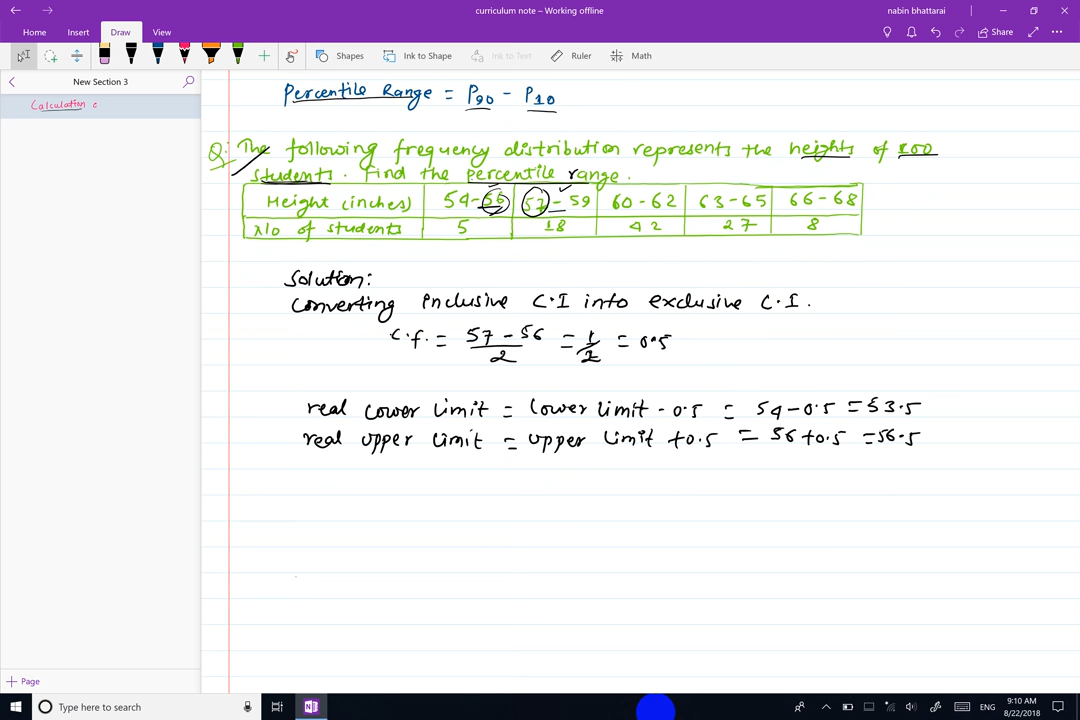 curriculum note – Working offline
nabin bhattarai
Home Insert Draw View
Share
Shapes Ink to Shape Ink to Text Ruler Math
New Section 3
Calculation c
Percentile Range = P90 - P10
Q: The following frequency distribution represents the heights of 100
students. Find the percentile range.
Height (inches) 54-56 57-59 60-62 63-65 66-68
No of students 5 18 42 27 8
Solution:
Converting inclusive C.I into exclusive C.I.
C.f. = 57-56/2 = 1/2 = 0.5
real lower limit = lower limit - 0.5 = 54-0.5 = 53.5
real upper limit = upper limit +0.5 = 56+0.5 = 56.5
+ Page
Type here to search
ENG
9:10 AM
8/22/2018